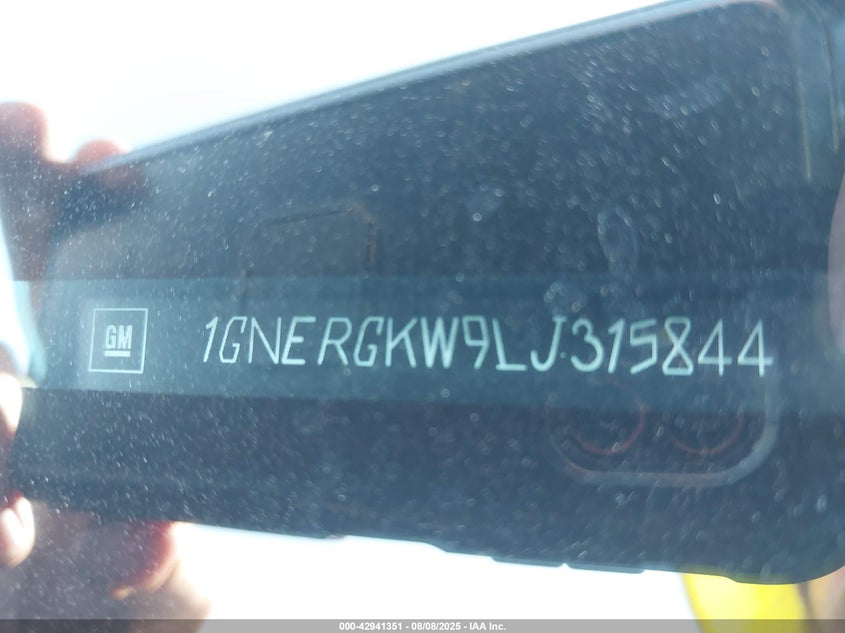 GM 1GNERGKW9LJ315844
000-42941351 - 08/08/2025 - IAA Inc.